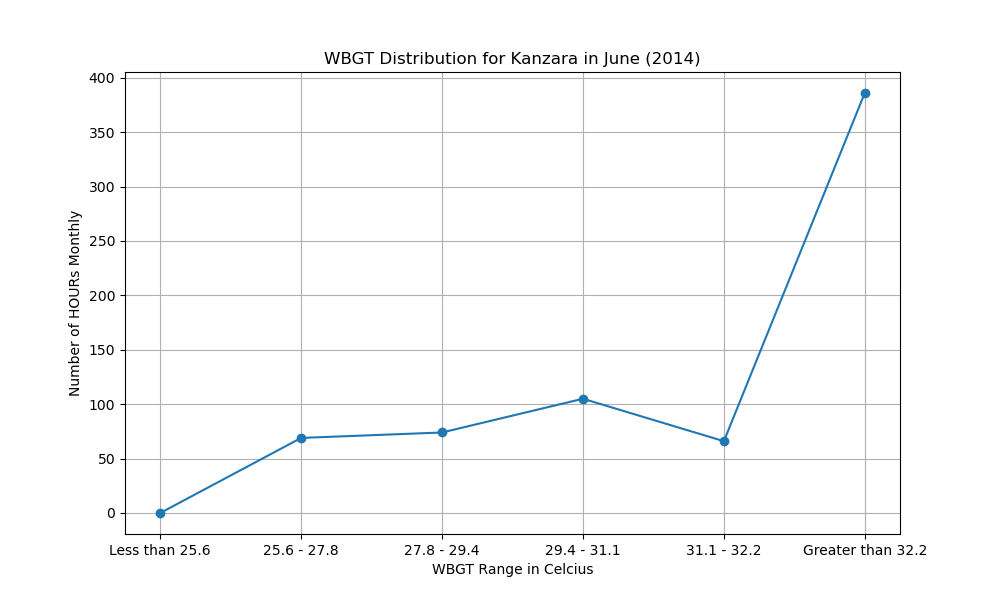 WBGT Distribution for Kanzara in June (2014)
Number of HOURs Monthly
400
350
300
250
200
150
100
50
0
Less than 25.6
25.6 - 27.8
27.8 - 29.4
29.4 - 31.1
31.1 - 32.2
Greater than 32.2
WBGT Range in Celcius